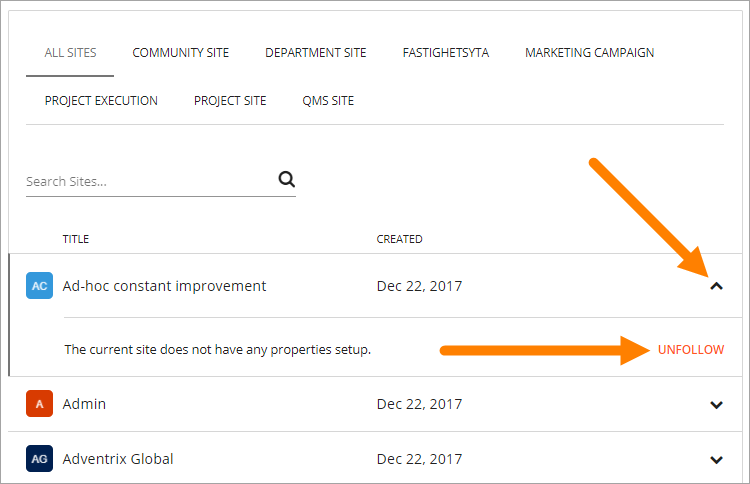 ALL SITES COMMUNITY SITE DEPARTMENT SITE FASTIGHETSYTA MARKETING CAMPAIGN
PROJECT EXECUTION PROJECT SITE QMS SITE
Search Sites...
TITLE CREATED
AC Ad-hoc constant improvement Dec 22, 2017
The current site does not have any properties setup. UNFOLLOW
A Admin Dec 22, 2017
AG Adventrix Global Dec 22, 2017